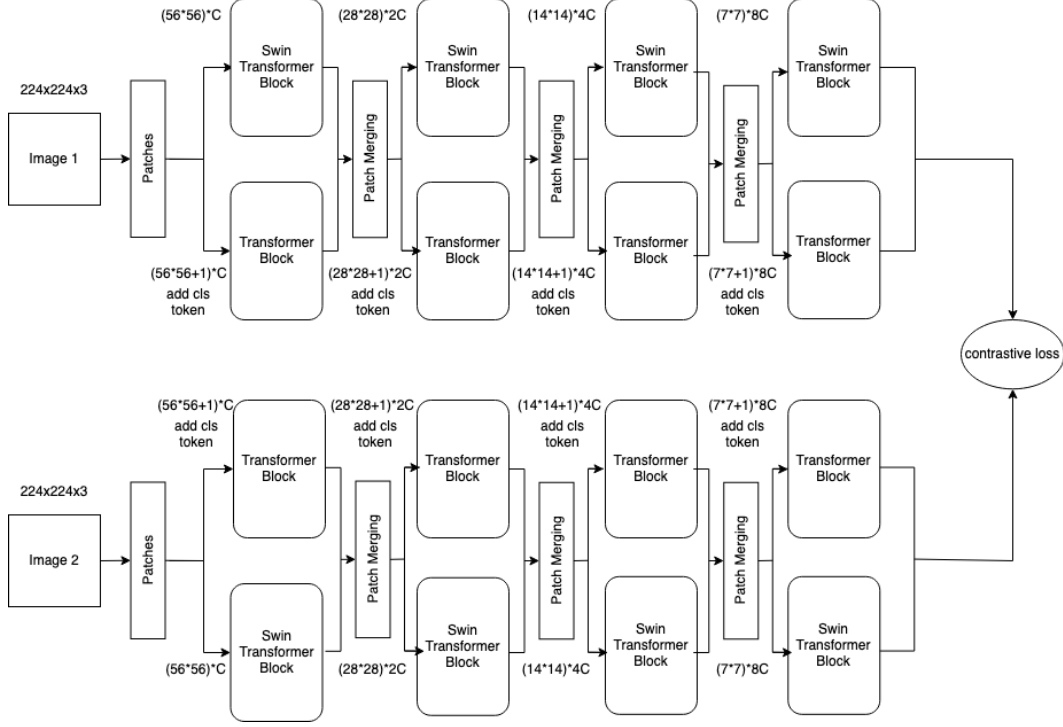 (56*56)*C
(28*28)*2C
(14*14)*4C
(7*7)*8C
224x224x3
Image 1
Patches
Swin
Transformer
Block
Patch Merging
Swin
Transformer
Block
Patch Merging
Swin
Transformer
Block
Patch Merging
Swin
Transformer
Block
Transformer
Block
Transformer
Block
Transformer
Block
Transformer
Block
(56*56+1)*C
add cls
token
(28*28+1)*2C
add cls
token
(14*14+1)*4C
add cls
token
(7*7+1)*8C
add cls
token
contrastive loss
(56*56+1)*C
add cls
token
(28*28+1)*2C
add cls
token
(14*14+1)*4C
add cls
token
(7*7+1)*8C
add cls
token
224x224x3
Image 2
Patches
Transformer
Block
Patch Merging
Transformer
Block
Patch Merging
Transformer
Block
Patch Merging
Transformer
Block
Swin
Transformer
Block
Swin
Transformer
Block
Swin
Transformer
Block
Swin
Transformer
Block
(56*56)*C
(28*28)*2C
(14*14)*4C
(7*7)*8C